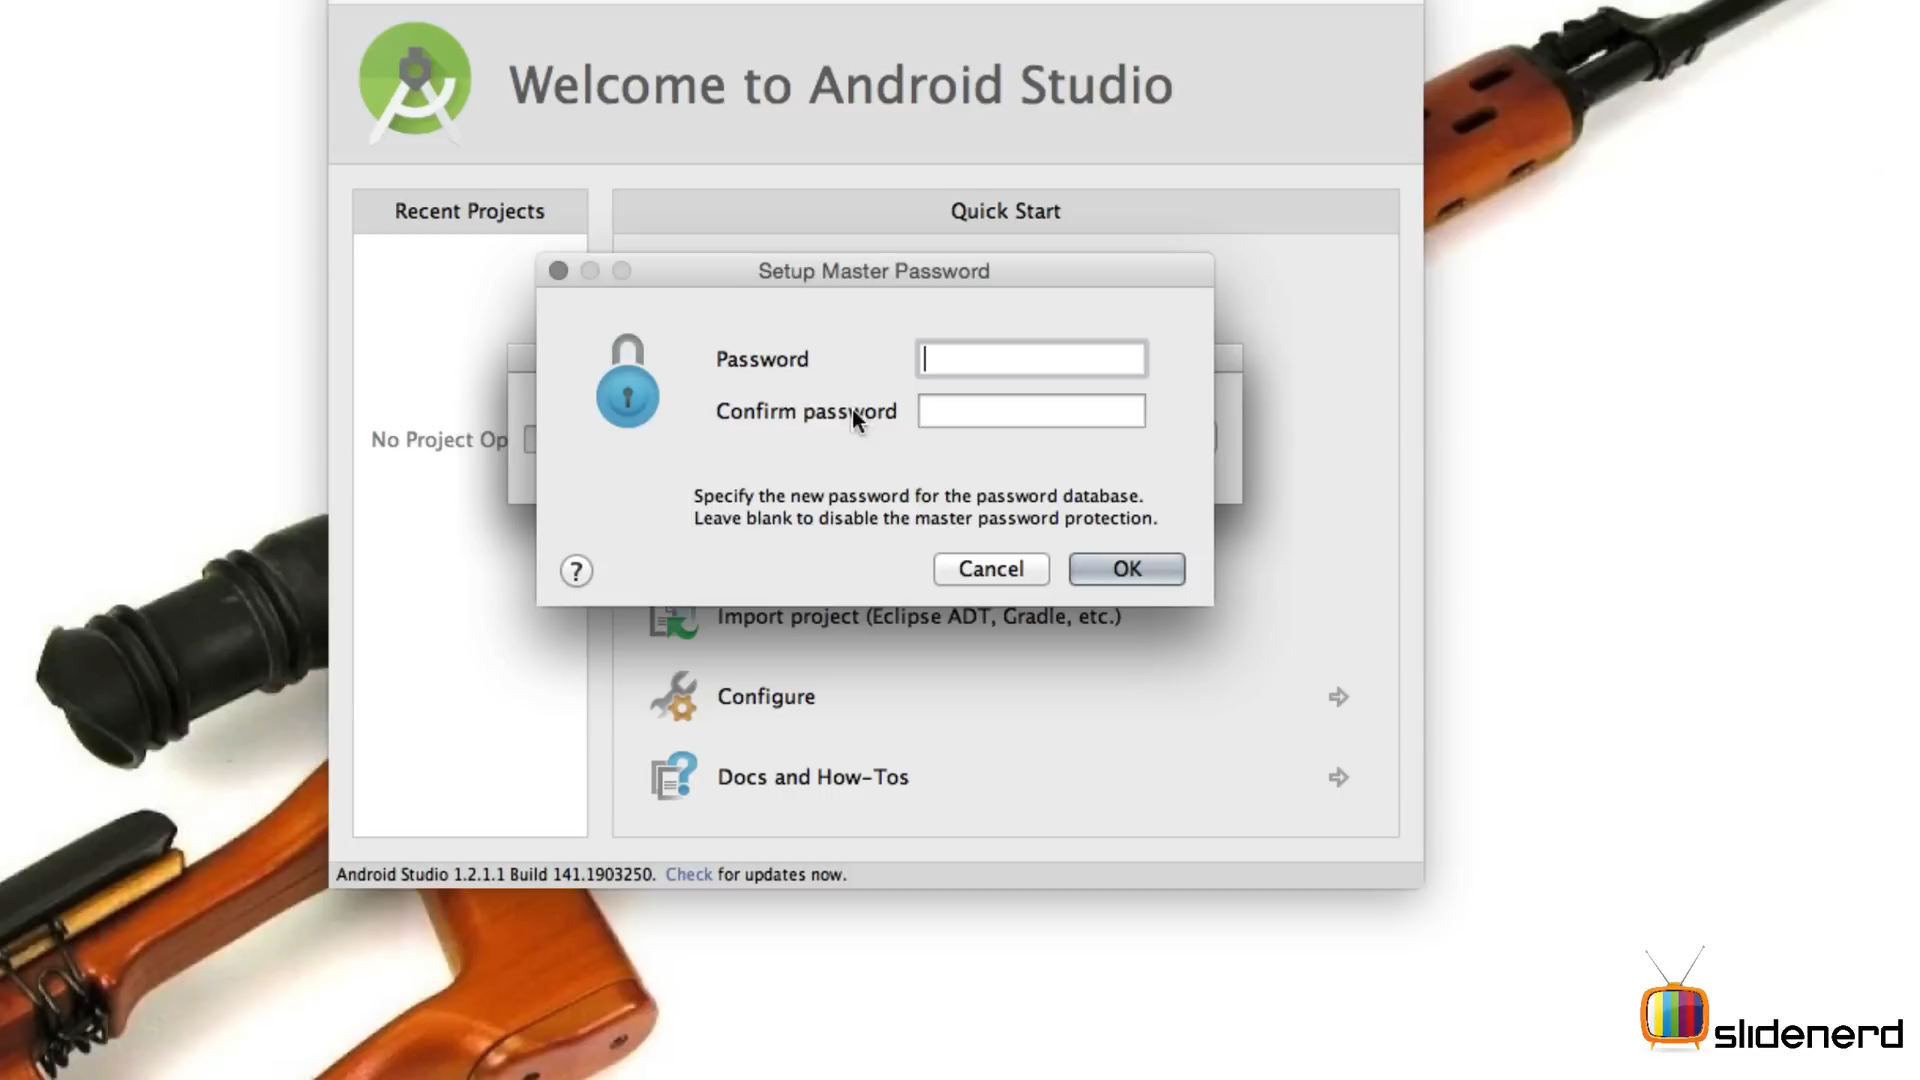 Welcome to Android Studio
Recent Projects
Quick Start
Setup Master Password
Password
Confirm password
No Project Op
Specify the new password for the password database.
Leave blank to disable the master password protection.
?
Cancel
OK
Import project (Eclipse ADT, Gradle, etc.)
Configure
Docs and How-Tos
Android Studio 1.2.1.1 Build 141.1903250. Check for updates now.
slidenerd